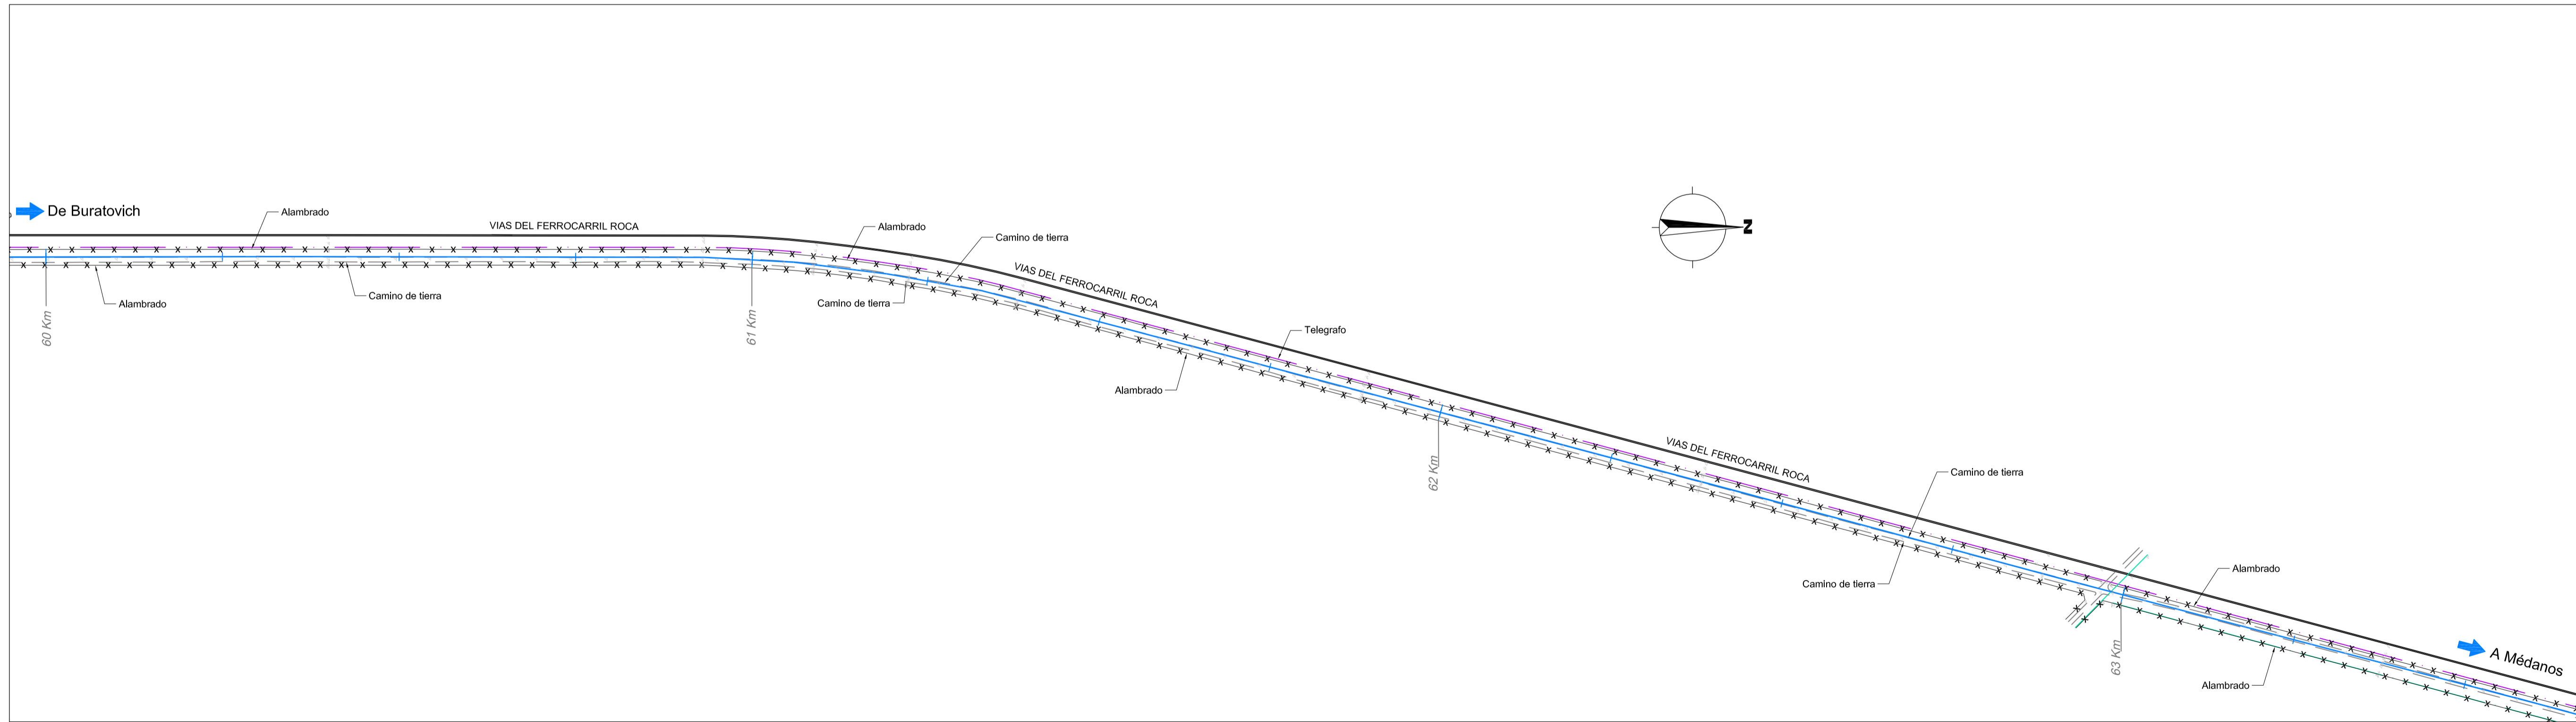 De Buratovich
Alambrado
VIAS DEL FERROCARRIL ROCA
Alambrado
Camino de tierra
N
VIAS DEL FERROCARRIL ROCA
Alambrado
Camino de tierra
Camino de tierra
60 Km
61 Km
Telegrafo
Alambrado
VIAS DEL FERROCARRIL ROCA
62 Km
Camino de tierra
Camino de tierra
Alambrado
63 Km
Alambrado
A Médanos